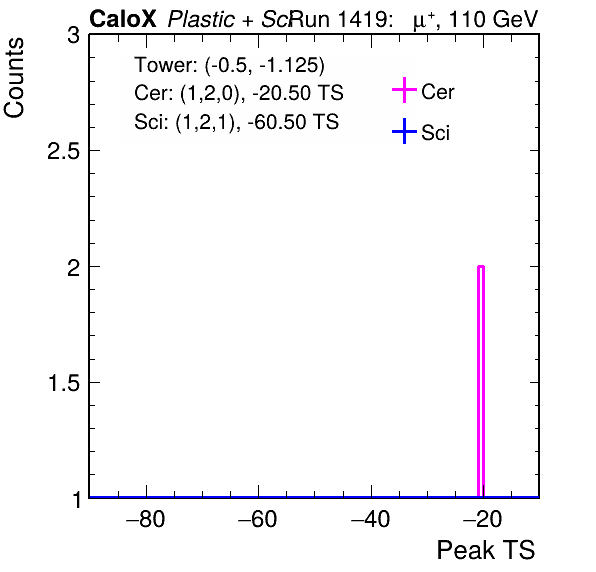 CaloX Plastic + Sci Run 1419: μ+, 110 GeV
Counts
3
2.5
2
1.5
1
Tower: (-0.5, -1.125)
Cer: (1,2,0), -20.50 TS
Sci: (1,2,1), -60.50 TS
Cer
Sci
−80 −60 −40 −20
Peak TS